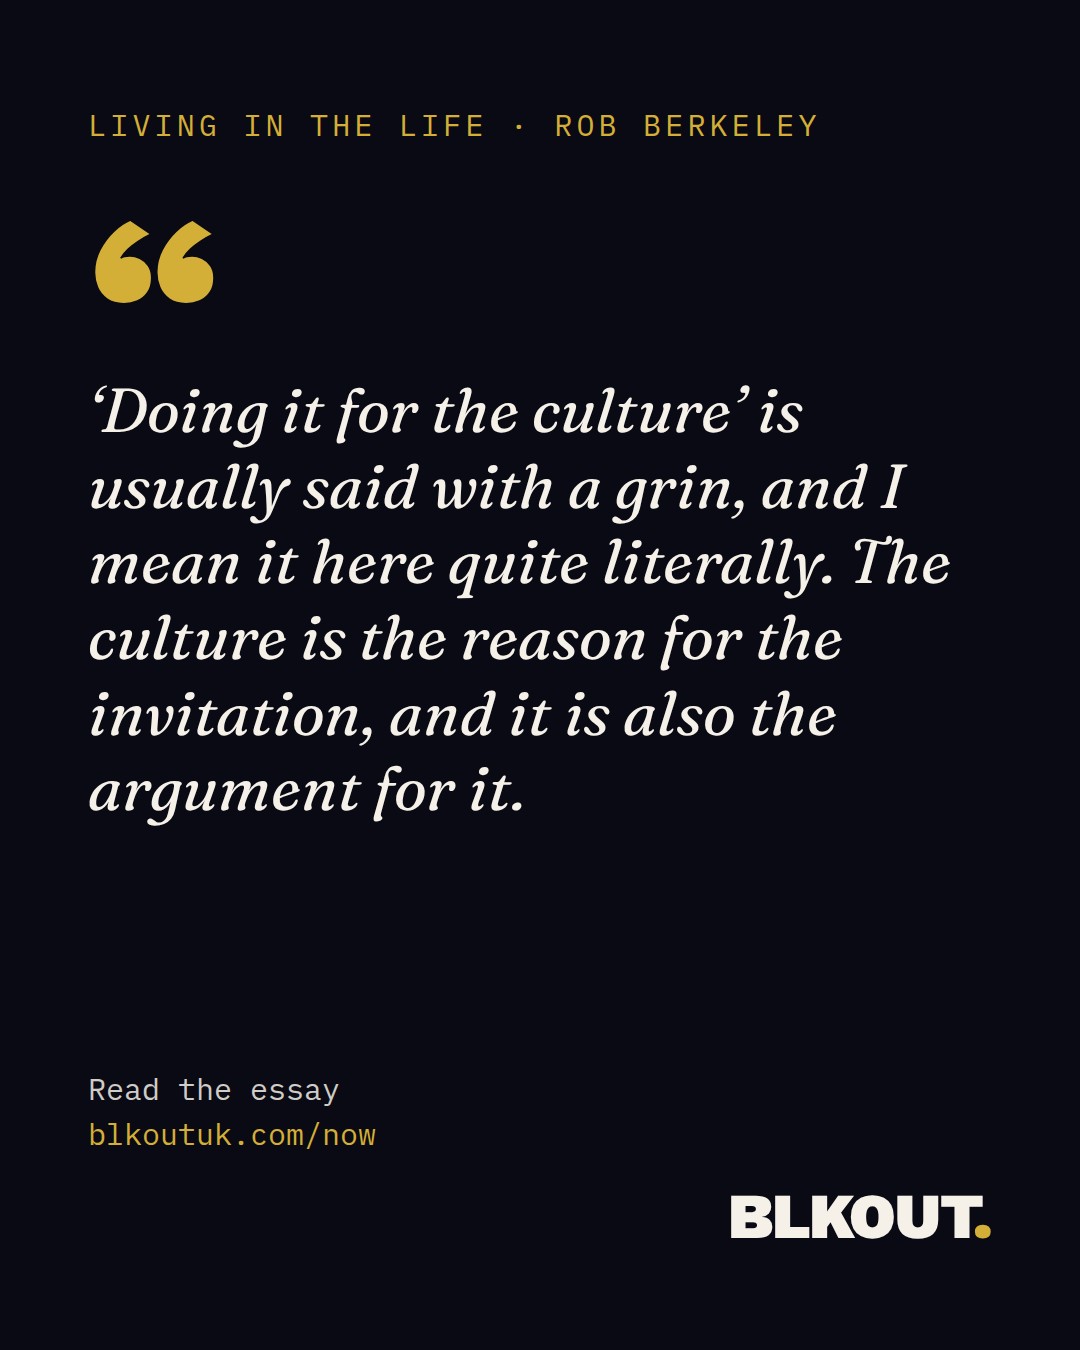 LIVING IN THE LIFE · ROB BERKELEY
“
‘Doing it for the culture’ is
usually said with a grin, and I
mean it here quite literally. The
culture is the reason for the
invitation, and it is also the
argument for it.
Read the essay
blkoutuk.com/now
BLKOUT.